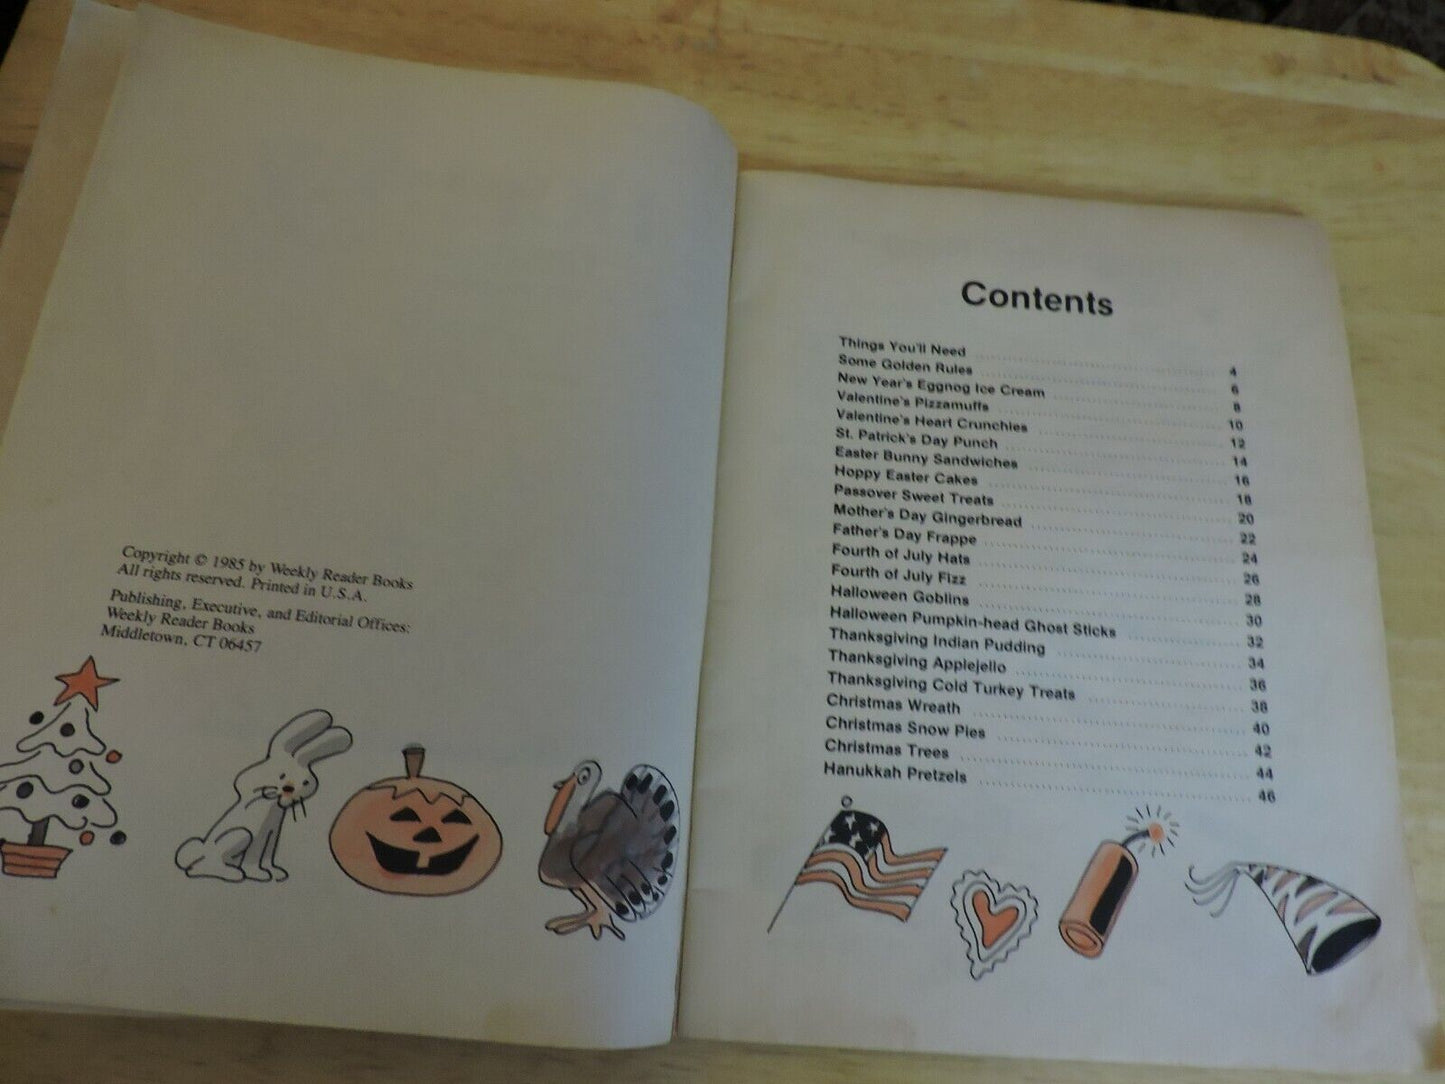 Copyright © 1985 by Weekly Reader Books
All rights reserved. Printed in U.S.A.
Publishing, Executive, and Editorial Offices:
Weekly Reader Books
Middletown, CT 06457
Contents
Things You'll Need 4
Some Golden Rules 6
New Year's Eggnog Ice Cream 8
Valentine's Pizzamuffs 10
Valentine's Heart Crunchies 12
St. Patrick's Day Punch 14
Easter Bunny Sandwiches 16
Hoppy Easter Cakes 18
Passover Sweet Treats 20
Mother's Day Gingerbread 22
Father's Day Frappe 24
Fourth of July Hats 26
Fourth of July Fizz 28
Halloween Goblins 30
Halloween Pumpkin-head Ghost Sticks 32
Thanksgiving Indian Pudding 34
Thanksgiving Applejello 36
Thanksgiving Cold Turkey Treats 38
Christmas Wreath 40
Christmas Snow Pies 42
Christmas Trees 44
Hanukkah Pretzels 46